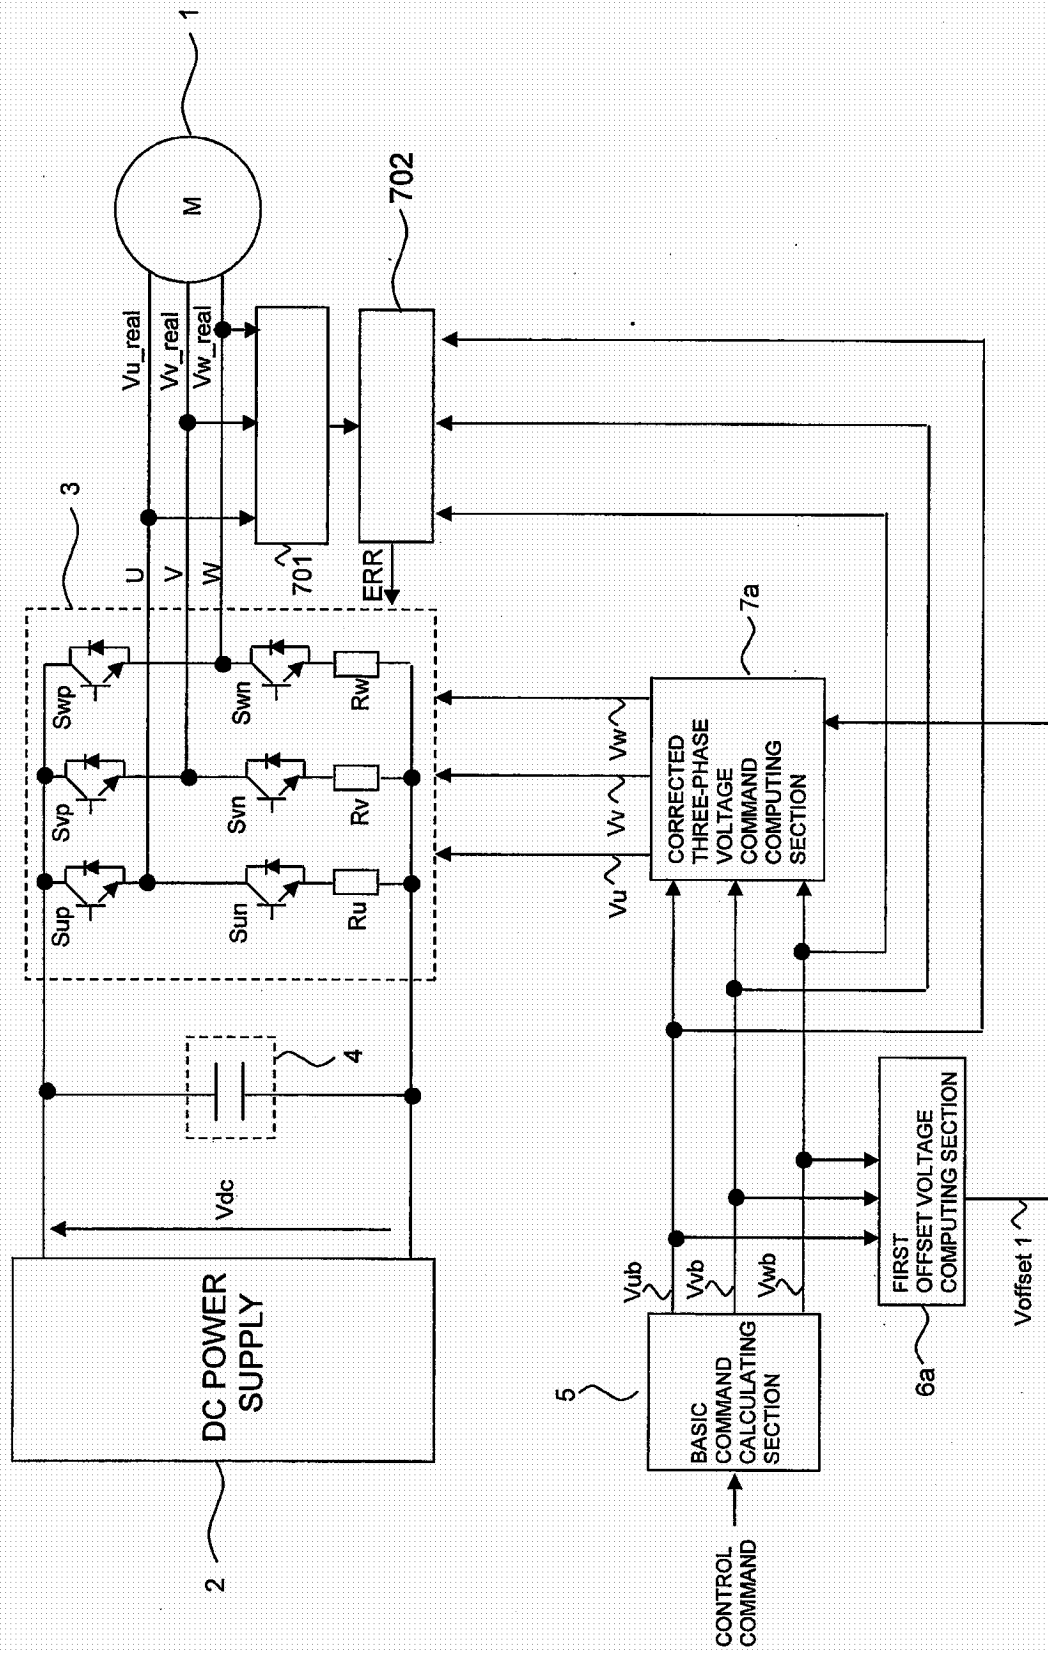 1
M
Vu_real
Vv_real
Vw_real
702
701
ERR
3
U
V
W
Swp
Svp
Sup
Swn
Svn
Sun
Rw
Rv
Ru
4
Vdc
DC POWER
SUPPLY
2
7a
CORRECTED
THREE-PHASE
VOLTAGE
COMMAND
COMPUTING
SECTION
Vw
Vv
Vu
Vub
Vvb
Vwb
5
BASIC
COMMAND
CALCULATING
SECTION
CONTROL
COMMAND
FIRST
OFFSET VOLTAGE
COMPUTING SECTION
6a
Voffset 1